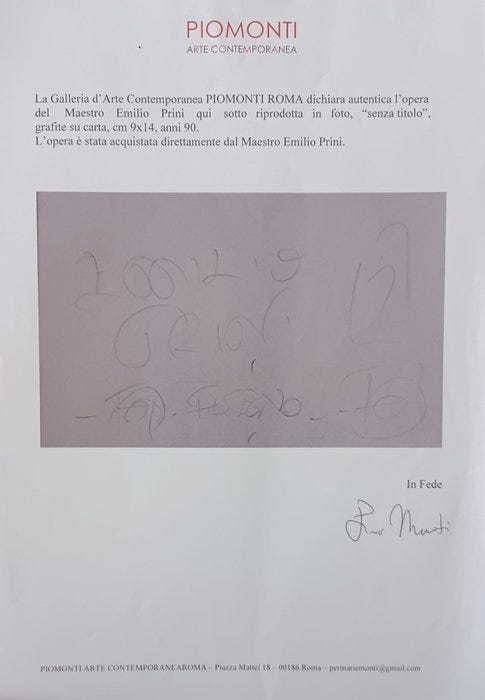 PIOMONTI
ARTE CONTEMPORANEA
La Galleria d'Arte Contemporanea PIOMONTI ROMA dichiara autentica l'opera
del Maestro Emilio Prini qui sotto riprodotta in foto, "senza titolo",
grafite su carta, cm 9x14, anni 90.
L'opera è stata acquistata direttamente dal Maestro Emilio Prini.
In Fede
PIOMONTI ARTE CONTEMPORANEAROMA – Piazza Mattei 18 – 00186 Roma – permariemonti@gmail.com